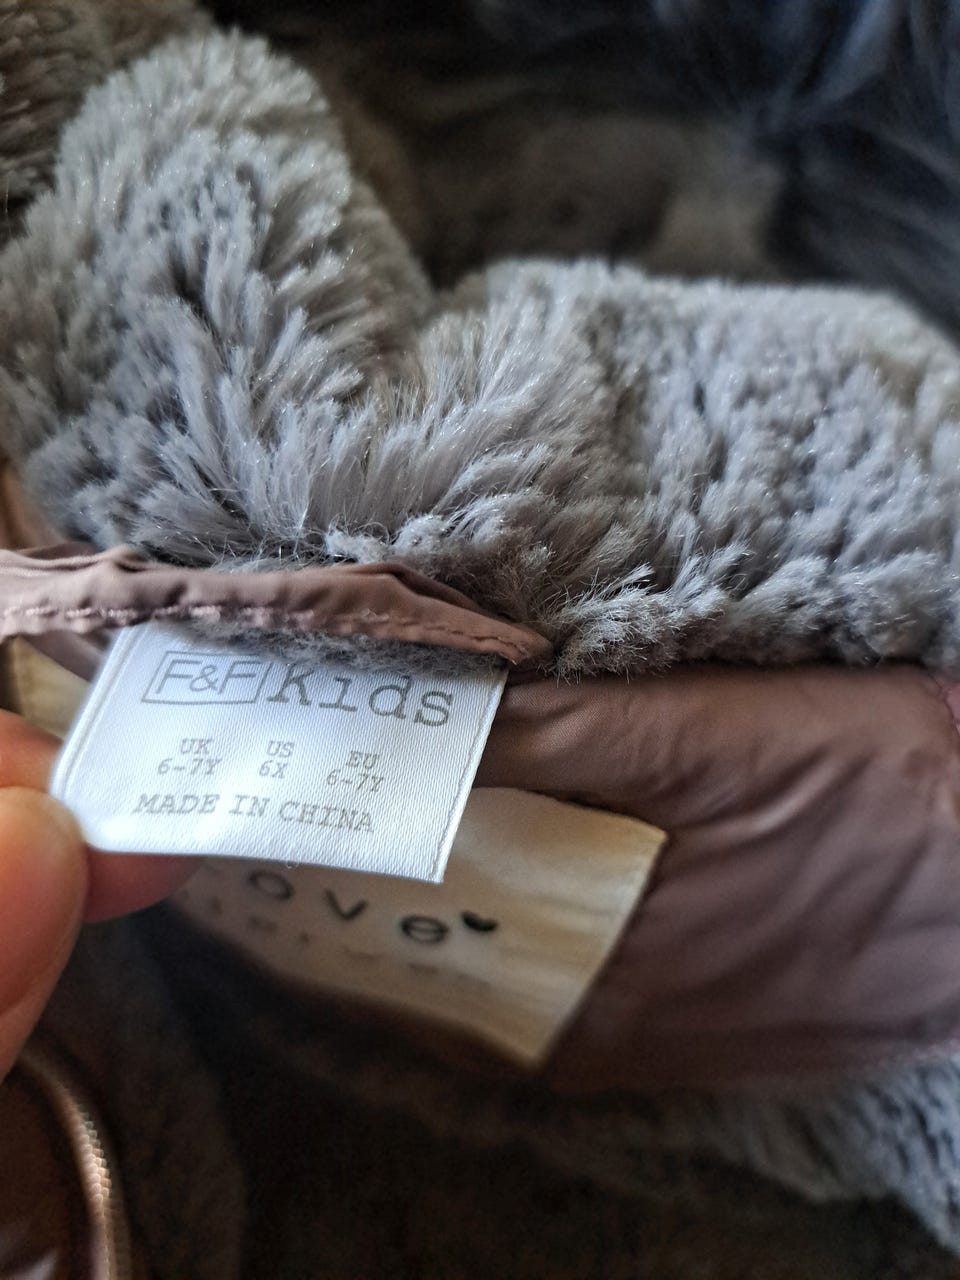 F&F Kids
UK US EU
6-7Y 6X 6-7Y
MADE IN CHINA
ove